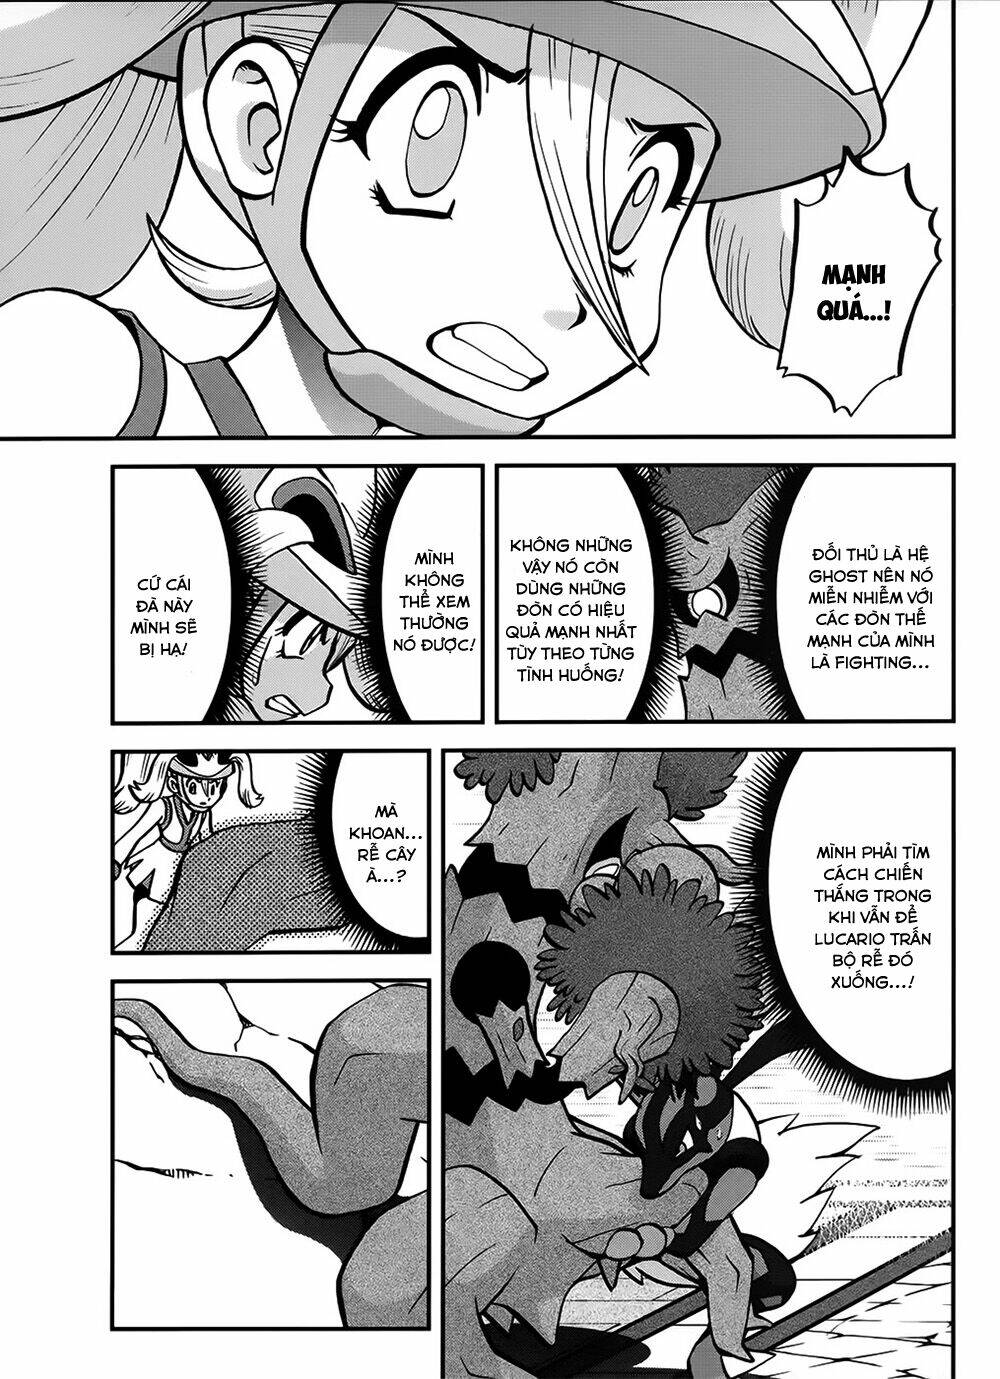 MẠNH
QUÁ...!
ĐỐI THỦ LÀ HỆ
GHOST NÊN NÓ
MIỄN NHIỄM VỚI
CÁC ĐÒN THẾ
MẠNH CỦA MÌNH
LÀ FIGHTING...
KHÔNG NHỮNG
VẬY NÓ CÒN
DÙNG NHỮNG
ĐÒN CÓ HIỆU
QUẢ MẠNH NHẤT
TÙY THEO TỪNG
TÌNH HUỐNG!
MÌNH
KHÔNG
THỂ XEM
THƯỜNG
NÓ ĐƯỢC!
CỨ CÁI
ĐÀ NÀY
MÌNH SẼ
BỊ HẠ!
MÌNH PHẢI TÌM
CÁCH CHIẾN
THẮNG TRONG
KHI VẪN ĐỂ
LUCARIO TRẤN
BỘ RỄ ĐÓ
XUỐNG...!
MÀ
KHOAN...
RỄ CÂY
À...?